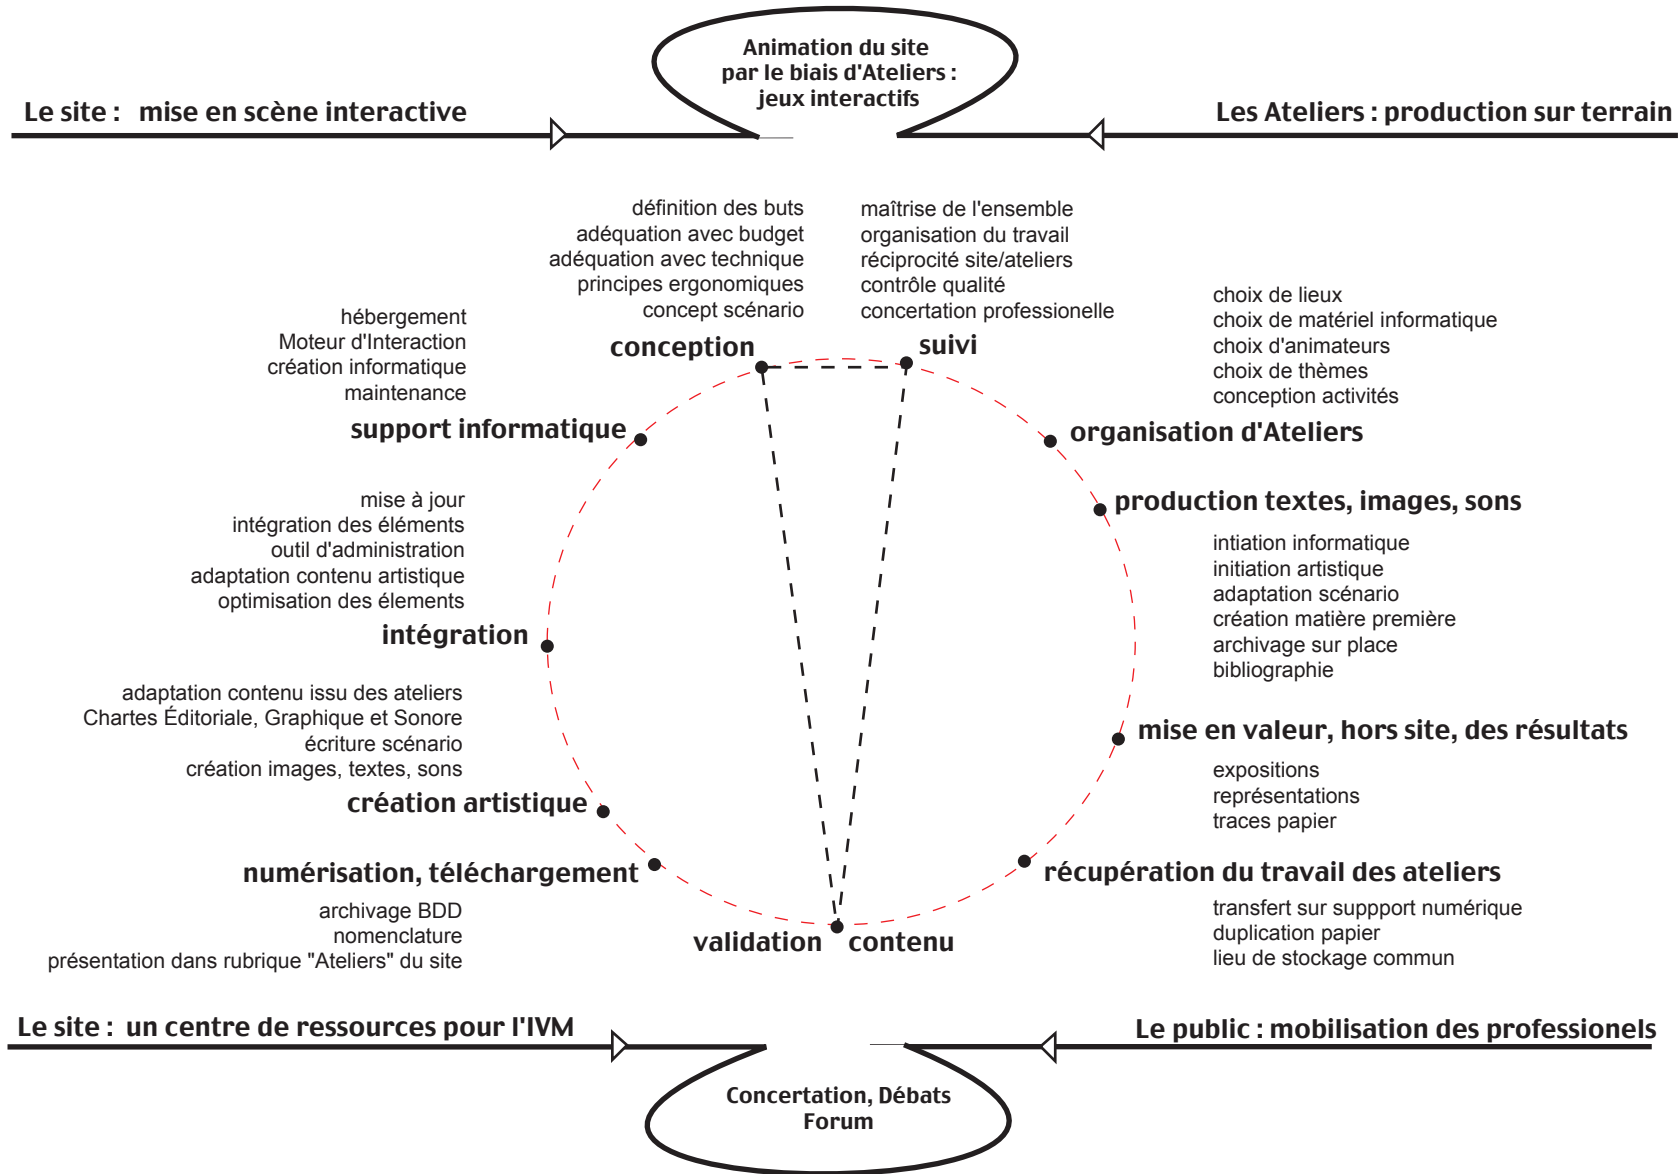 Animation du site
par le biais d'Ateliers :
jeux interactifs
Le site : mise en scène interactive
Les Ateliers : production sur terrain
définition des buts
adéquation avec budget
adéquation avec technique
principes ergonomiques
concept scénario
conception
maîtrise de l'ensemble
organisation du travail
réciprocité site/ateliers
contrôle qualité
concertation professionelle
suivi
hébergement
Moteur d'Interaction
création informatique
maintenance
support informatique
choix de lieux
choix de matériel informatique
choix d'animateurs
choix de thèmes
conception activités
organisation d'Ateliers
mise à jour
intégration des éléments
outil d'administration
adaptation contenu artistique
optimisation des élements
intégration
production textes, images, sons
intiation informatique
initiation artistique
adaptation scénario
création matière première
archivage sur place
bibliographie
adaptation contenu issu des ateliers
Chartes Éditoriale, Graphique et Sonore
écriture scénario
création images, textes, sons
création artistique
mise en valeur, hors site, des résultats
expositions
représentations
traces papier
numérisation, téléchargement
archivage BDD
nomenclature
présentation dans rubrique "Ateliers" du site
récupération du travail des ateliers
transfert sur suppport numérique
duplication papier
lieu de stockage commun
validation contenu
Le site : un centre de ressources pour l'IVM
Le public : mobilisation des professionels
Concertation, Débats
Forum